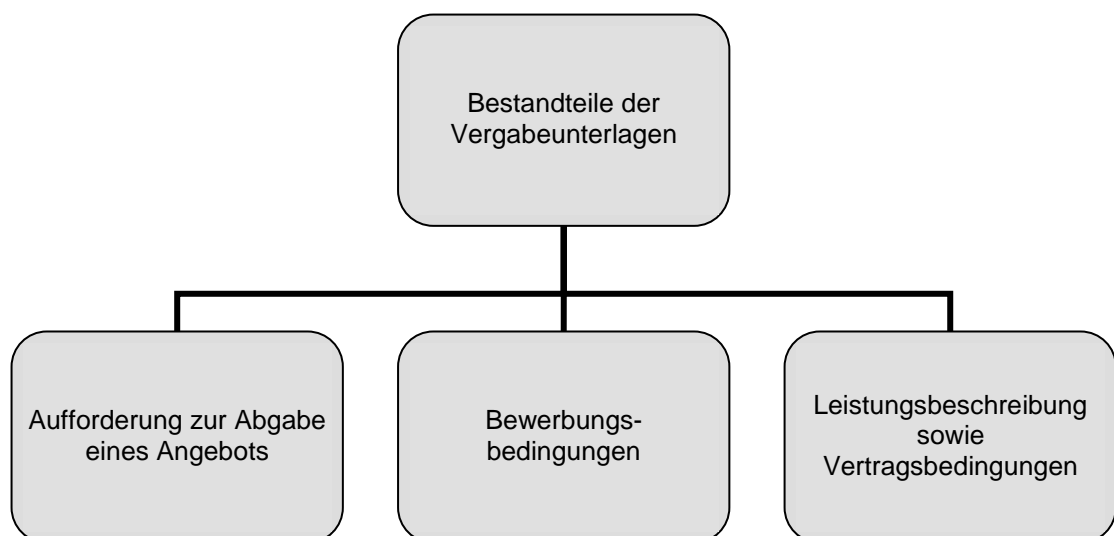 Bestandteile der
Vergabeunterlagen
Aufforderung zur Abgabe
eines Angebots
Bewerbungs-
bedingungen
Leistungsbeschreibung
sowie
Vertragsbedingungen